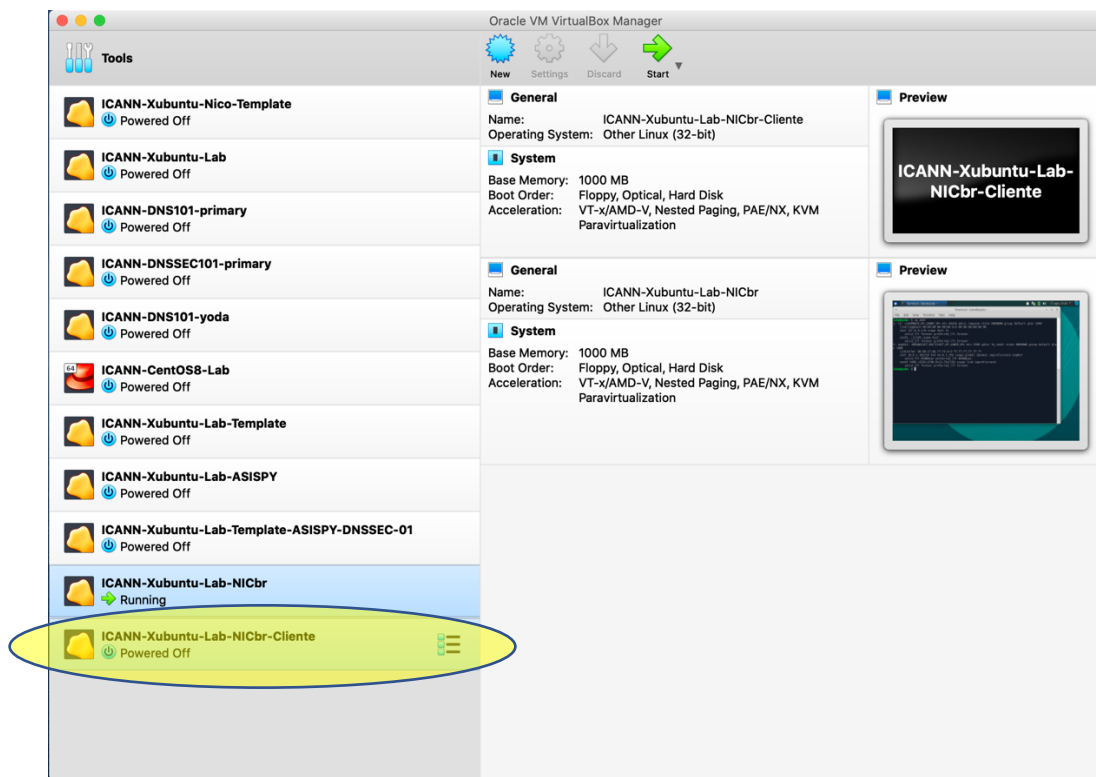 Oracle VM VirtualBox Manager
Tools
New Settings Discard Start
ICANN-Xubuntu-Nico-Template
Powered Off
ICANN-Xubuntu-Lab
Powered Off
ICANN-DNS101-primary
Powered Off
ICANN-DNSSEC101-primary
Powered Off
ICANN-DNS101-yoda
Powered Off
64
ICANN-CentOS8-Lab
Powered Off
ICANN-Xubuntu-Lab-Template
Powered Off
ICANN-Xubuntu-Lab-ASISPY
Powered Off
ICANN-Xubuntu-Lab-Template-ASISPY-DNSSEC-01
Powered Off
ICANN-Xubuntu-Lab-NICbr
Running
ICANN-Xubuntu-Lab-NICbr-Cliente
Powered Off
General
Name: ICANN-Xubuntu-Lab-NICbr-Cliente
Operating System: Other Linux (32-bit)
System
Base Memory: 1000 MB
Boot Order: Floppy, Optical, Hard Disk
Acceleration: VT-x/AMD-V, Nested Paging, PAE/NX, KVM
Paravirtualization
Preview
ICANN-Xubuntu-Lab-
NICbr-Cliente
General
Name: ICANN-Xubuntu-Lab-NICbr
Operating System: Other Linux (32-bit)
System
Base Memory: 1000 MB
Boot Order: Floppy, Optical, Hard Disk
Acceleration: VT-x/AMD-V, Nested Paging, PAE/NX, KVM
Paravirtualization
Preview